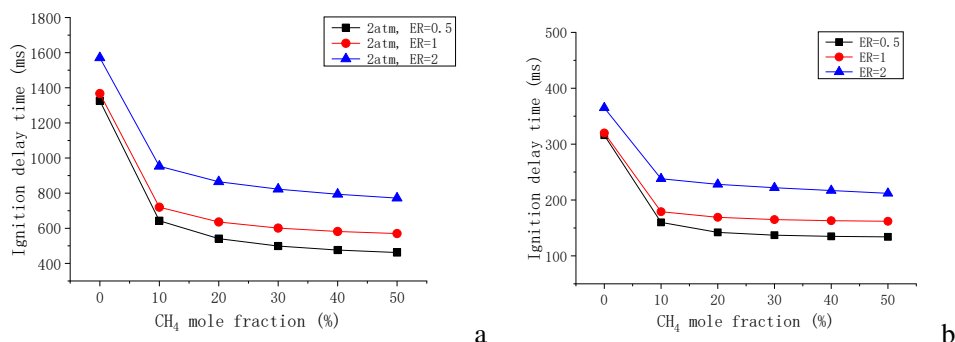 1800
1600
1400
1200
1000
800
600
400
Ignition delay time (ms)
2atm, ER=0.5
2atm, ER=1
2atm, ER=2
0 10 20 30 40 50
CH₄ mole fraction (%)
a
500
400
300
200
100
Ignition delay time (ms)
ER=0.5
ER=1
ER=2
0 10 20 30 40 50
CH₄ mole fraction (%)
b